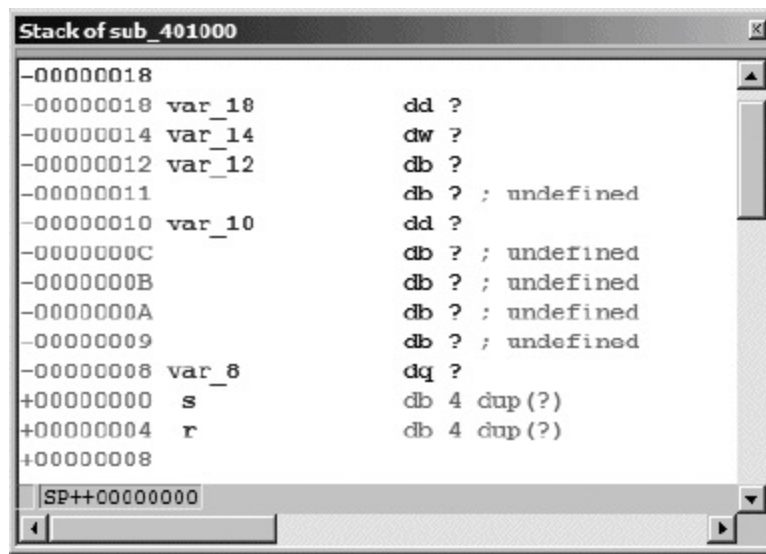 Stack of sub_401000
-00000018
-00000018 var_18 dd ?
-00000014 var_14 dw ?
-00000012 var_12 db ?
-00000011 db ? ; undefined
-00000010 var_10 dd ?
-0000000C db ? ; undefined
-0000000B db ? ; undefined
-0000000A db ? ; undefined
-00000009 db ? ; undefined
-00000008 var_8 dq ?
+00000000 s db 4 dup(?)
+00000004 r db 4 dup(?)
+00000008
SP++00000000